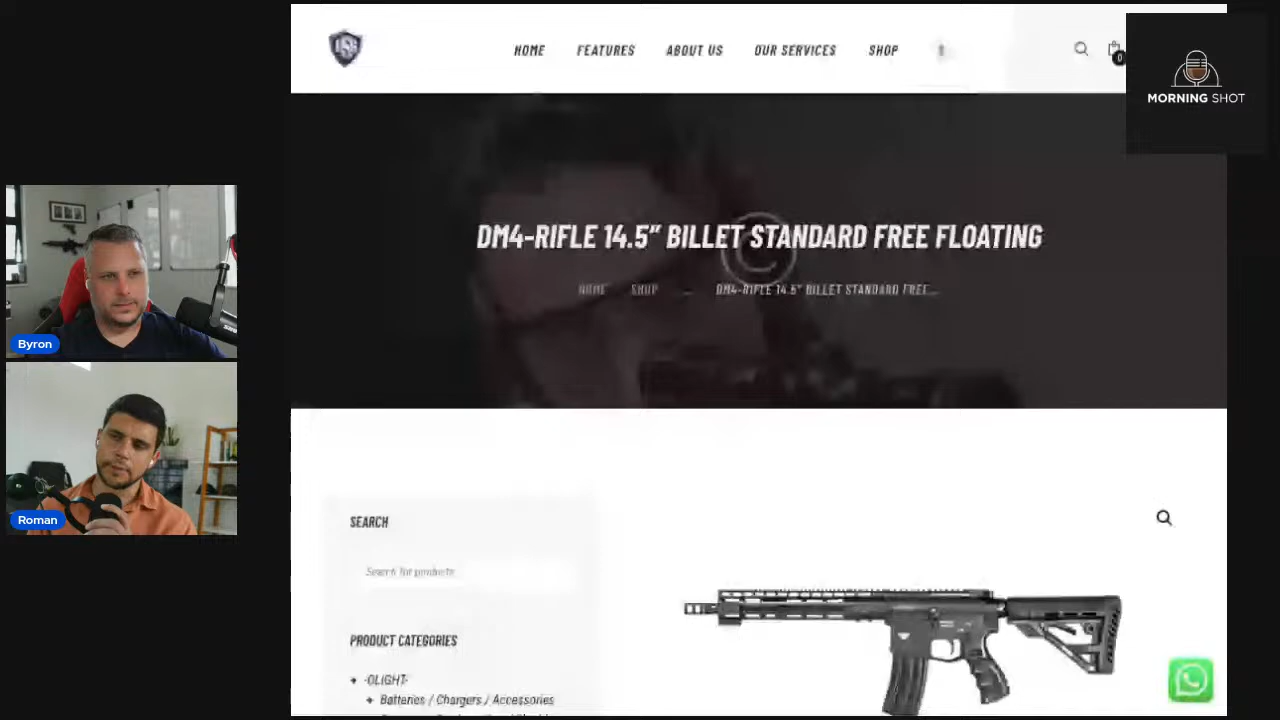 HOME FEATURES ABOUT US OUR SERVICES SHOP
0
MORNING SHOT
DM4-RIFLE 14.5" BILLET STANDARD FREE FLOATING
HOME SHOP DM4-RIFLE 14.5" BILLET STANDARD FREE...
Byron
Roman
SEARCH
Search for products
PRODUCT CATEGORIES
-OLIGHT-
Batteries / Chargers / Accessories